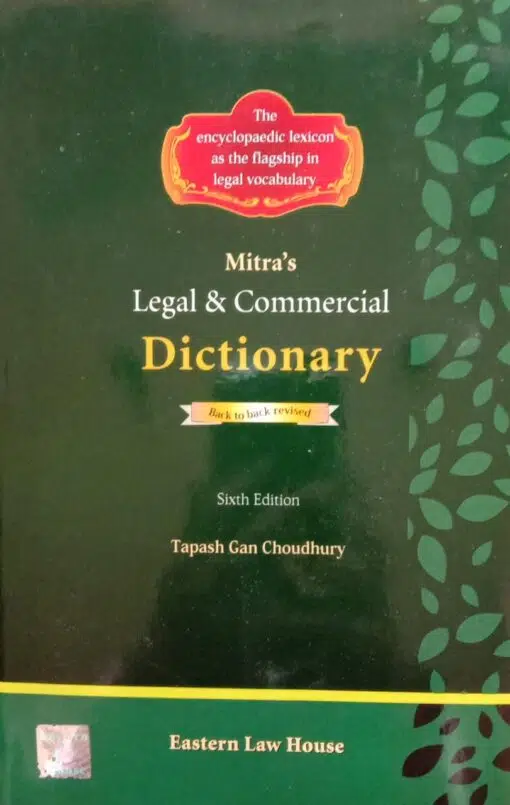 The
encyclopaedic lexicon
as the flagship in
legal vocabulary
Mitra's
Legal & Commercial
Dictionary
Back to back revised
Sixth Edition
Tapash Gan Choudhury
Eastern Law House